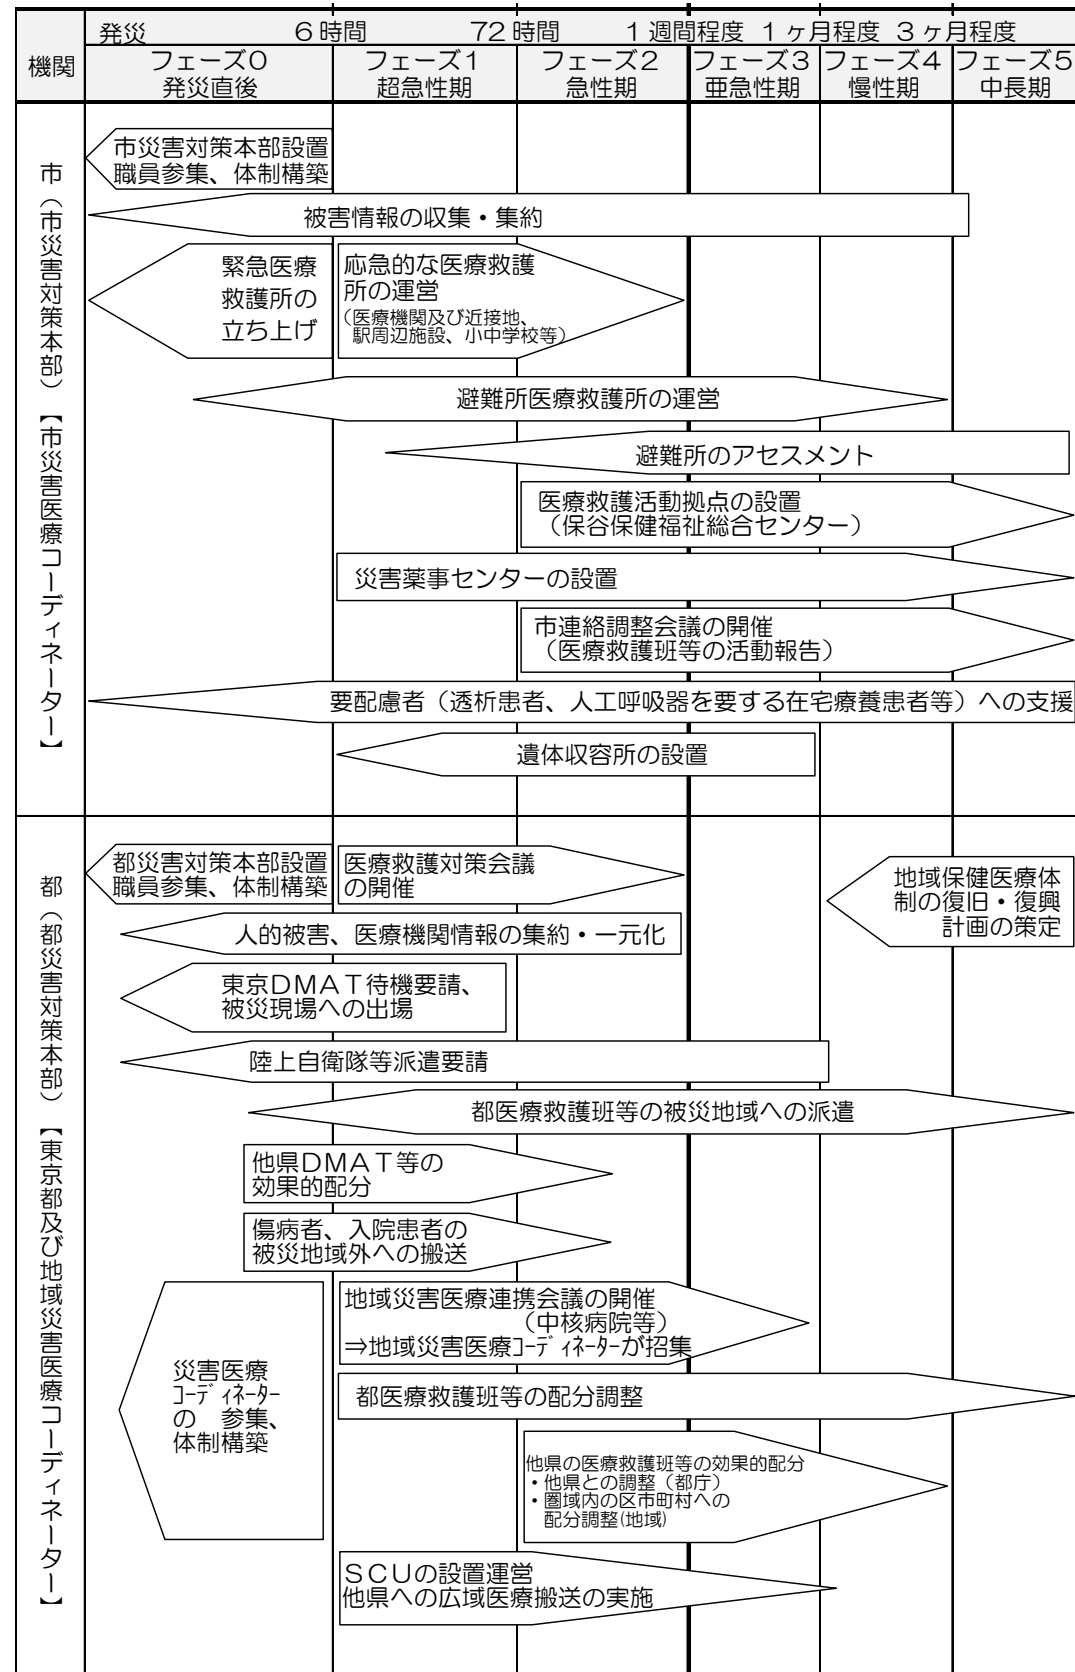 発災 6時間 72時間 1週間程度 1ヶ月程度 3ヶ月程度
機関
フェーズ0
発災直後
フェーズ1
超急性期
フェーズ2
急性期
フェーズ3
亜急性期
フェーズ4
慢性期
フェーズ5
中長期
市（市災害対策本部）【市災害医療コーディネーター】
市災害対策本部設置
職員参集、体制構築
被害情報の収集・集約
緊急医療
救護所の
立ち上げ
応急的な医療救護
所の運営
（医療機関及び近接地、
駅周辺施設、小中学校等）
避難所医療救護所の運営
避難所のアセスメント
医療救護活動拠点の設置
（保谷保健福祉総合センター）
災害薬事センターの設置
市連絡調整会議の開催
（医療救護班等の活動報告）
要配慮者（透析患者、人工呼吸器を要する在宅療養患者等）への支援
遺体収容所の設置
都（都災害対策本部）【東京都及び地域災害医療コーディネーター】
都災害対策本部設置
職員参集、体制構築
医療救護対策会議
の開催
地域保健医療体
制の復旧・復興
計画の策定
人的被害、医療機関情報の集約・一元化
東京DMAT待機要請、
被災現場への出場
陸上自衛隊等派遣要請
都医療救護班等の被災地域への派遣
他県DMAT等の
効果的配分
傷病者、入院患者の
被災地域外への搬送
災害医療
ｺｰﾃﾞｨﾈｰﾀｰ
の 参集、
体制構築
地域災害医療連携会議の開催
（中核病院等）
⇒地域災害医療ｺｰﾃﾞｨﾈｰﾀｰが招集
都医療救護班等の配分調整
他県の医療救護班等の効果的配分
・他県との調整（都庁）
・圏域内の区市町村への
配分調整(地域)
SCUの設置運営
他県への広域医療搬送の実施